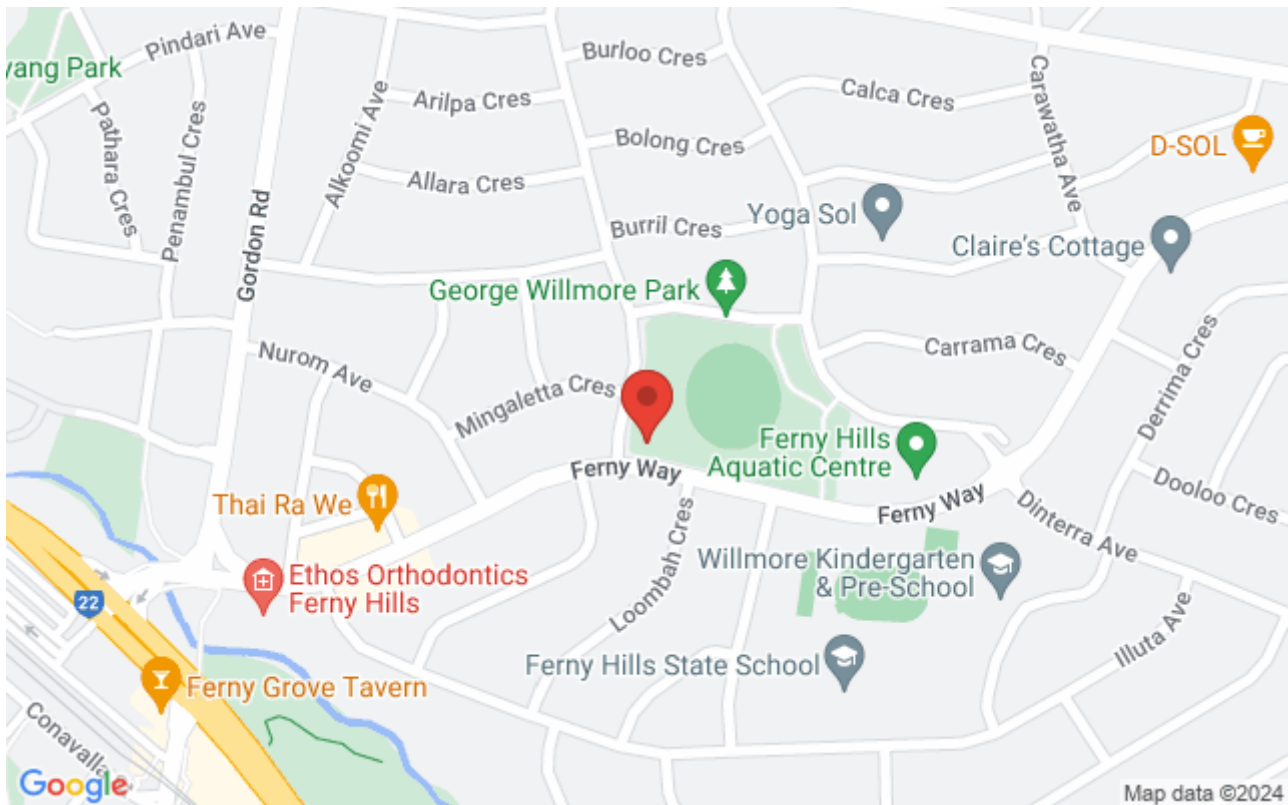 Pindari Ave
yang Park
Burloo Cres
Carawatha Ave
Calca Cres
Arilpa Cres
Alkoomi Ave
Pathara Cres
Penambul Cres
Bolong Cres
D-SOL
Allara Cres
Gordon Rd
Burril Cres
Yoga Sol
Claire's Cottage
George Willmore Park
Nurom Ave
Carrama Cres
Derrima Cres
Mingaletta Cres
Ferny Hills
Aquatic Centre
Ferny Way
Thai Ra We
Ferny Way
Dooloo Cres
Dinterra Ave
Loombah Cres
Willmore Kindergarten
& Pre-School
Ethos Orthodontics
Ferny Hills
22
Illuta Ave
Ferny Hills State School
Ferny Grove Tavern
Google
Map data ©2024